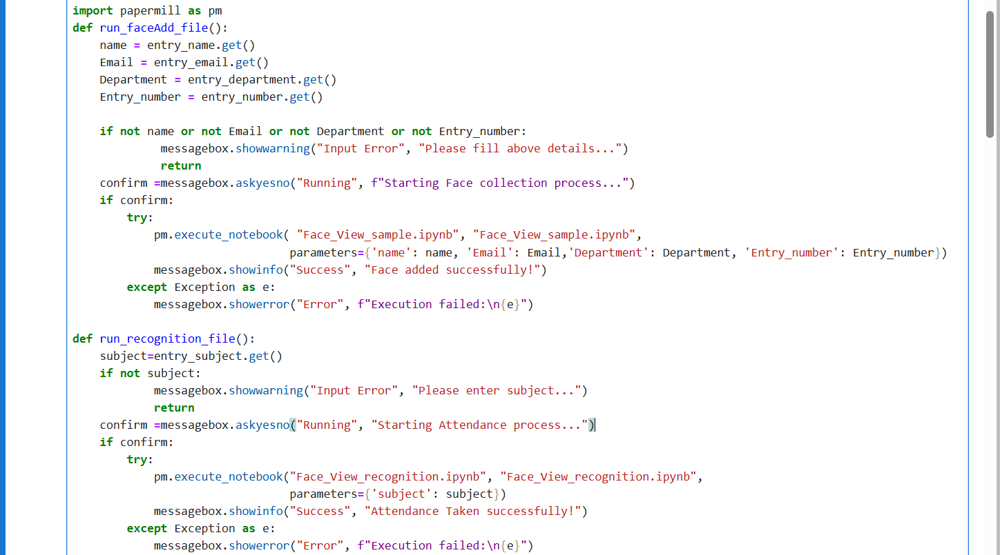 import papermill as pm
def run_faceAdd_file():
    name = entry_name.get()
    Email = entry_email.get()
    Department = entry_department.get()
    Entry_number = entry_number.get()

    if not name or not Email or not Department or not Entry_number:
             messagebox.showwarning("Input Error", "Please fill above details...")
             return
    confirm =messagebox.askyesno("Running", f"Starting Face collection process...")
    if confirm:
        try:
            pm.execute_notebook( "Face_View_sample.ipynb", "Face_View_sample.ipynb",
                                parameters={'name': name, 'Email': Email,'Department': Department, 'Entry_number': Entry_number})
            messagebox.showinfo("Success", "Face added successfully!")
        except Exception as e:
            messagebox.showerror("Error", f"Execution failed:\n{e}")

def run_recognition_file():
    subject=entry_subject.get()
    if not subject:
            messagebox.showwarning("Input Error", "Please enter subject...")
            return
    confirm =messagebox.askyesno("Running", "Starting Attendance process...")
    if confirm:
        try:
            pm.execute_notebook("Face_View_recognition.ipynb", "Face_View_recognition.ipynb",
                                parameters={'subject': subject})
            messagebox.showinfo("Success", "Attendance Taken successfully!")
        except Exception as e:
            messagebox.showerror("Error", f"Execution failed:\n{e}")